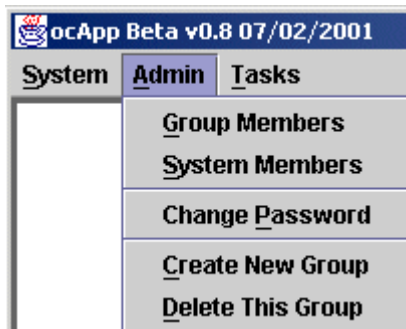 ocApp Beta v0.8 07/02/2001
System Admin Tasks
Group Members
System Members
Change Password
Create New Group
Delete This Group